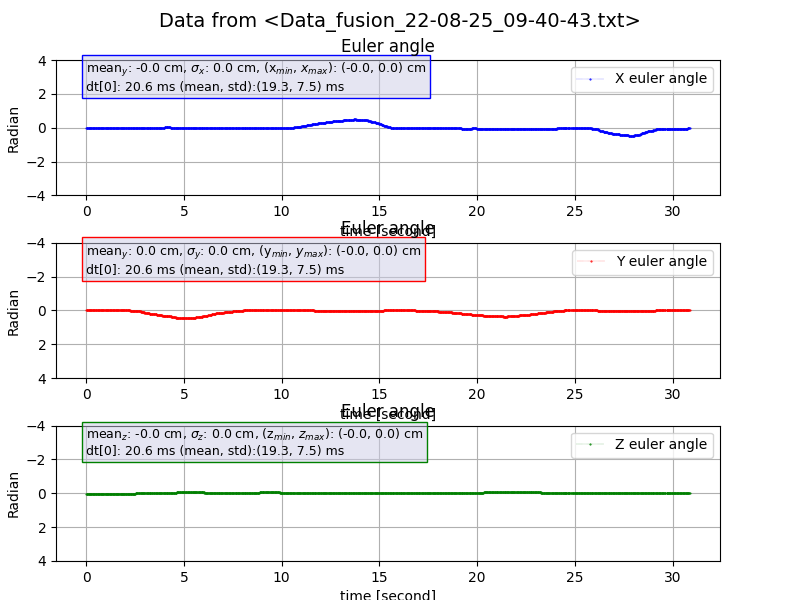 Data from <Data_fusion_22-08-25_09-40-43.txt>
Euler angle
mean_y: -0.0 cm, σ_x: 0.0 cm, (x_min, x_max): (-0.0, 0.0) cm
dt[0]: 20.6 ms (mean, std):(19.3, 7.5) ms
X euler angle
Radian
4
2
0
−2
−4
0 5 10 15 20 25 30
time [second]
Euler angle
mean_y: 0.0 cm, σ_y: 0.0 cm, (y_min, y_max): (-0.0, 0.0) cm
dt[0]: 20.6 ms (mean, std):(19.3, 7.5) ms
Y euler angle
Radian
−4
−2
0
2
4
0 5 10 15 20 25 30
time [second]
Euler angle
mean_z: -0.0 cm, σ_z: 0.0 cm, (z_min, z_max): (-0.0, 0.0) cm
dt[0]: 20.6 ms (mean, std):(19.3, 7.5) ms
Z euler angle
Radian
−4
−2
0
2
4
0 5 10 15 20 25 30
time [second]